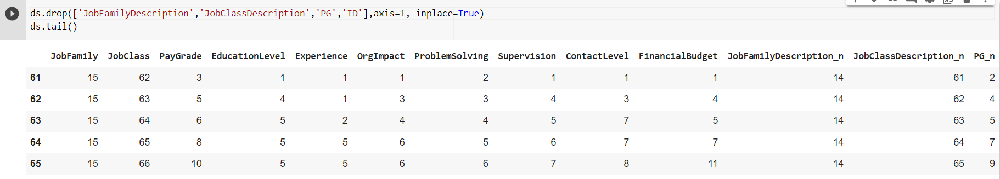 ds.drop(['JobFamilyDescription','JobClassDescription','PG','ID'],axis=1, inplace=True)
ds.tail()
JobFamily JobClass PayGrade EducationLevel Experience OrgImpact ProblemSolving Supervision ContactLevel FinancialBudget JobFamilyDescription_n JobClassDescription_n PG_n
61 15 62 3 1 1 1 2 1 1 1 14 61 2
62 15 63 5 4 1 3 3 4 3 4 14 62 4
63 15 64 6 5 2 4 4 5 7 5 14 63 5
64 15 65 8 5 5 6 5 6 7 7 14 64 7
65 15 66 10 5 5 6 6 7 8 11 14 65 9